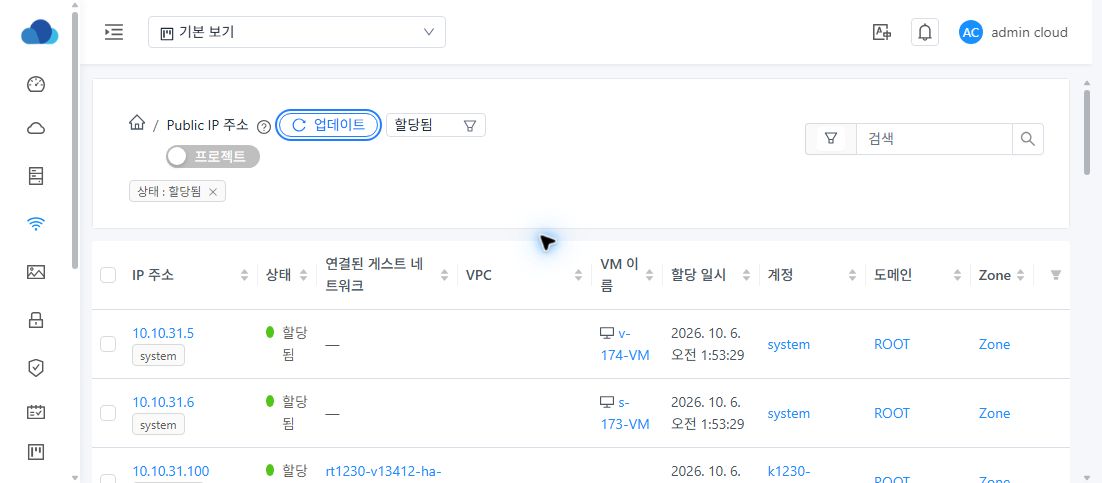 기본 보기
AC admin cloud
/ Public IP 주소 업데이트 할당됨
검색
프로젝트
상태 : 할당됨
IP 주소 상태 연결된 게스트 네트워크 VPC VM 이름 할당 일시 계정 도메인 Zone
10.10.31.5 할당됨 — v-174-VM 2026. 10. 6. 오전 1:53:29 system ROOT Zone
system
10.10.31.6 할당됨 — s-173-VM 2026. 10. 6. 오전 1:53:29 system ROOT Zone
system
10.10.31.100 할당 rt1230-v13412-ha- 2026. 10. 6. k1230- ROOT Zone